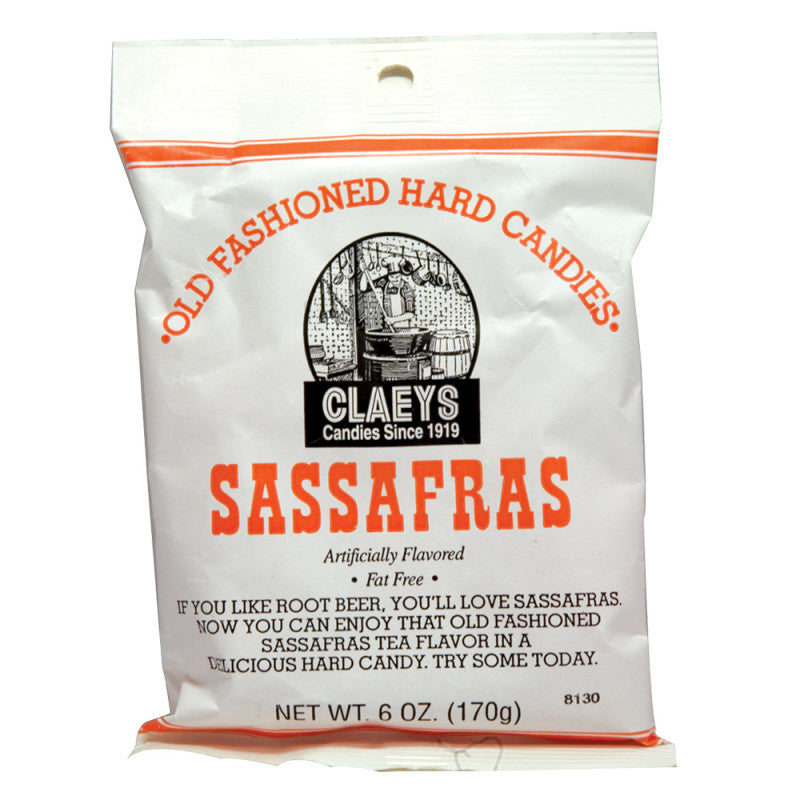 •OLD FASHIONED HARD CANDIES•
CLAEYS
Candies Since 1919
SASSAFRAS
Artificially Flavored
• Fat Free •
IF YOU LIKE ROOT BEER, YOU'LL LOVE SASSAFRAS.
NOW YOU CAN ENJOY THAT OLD FASHIONED
SASSAFRAS TEA FLAVOR IN A
DELICIOUS HARD CANDY. TRY SOME TODAY.
8130
NET WT. 6 OZ. (170g)